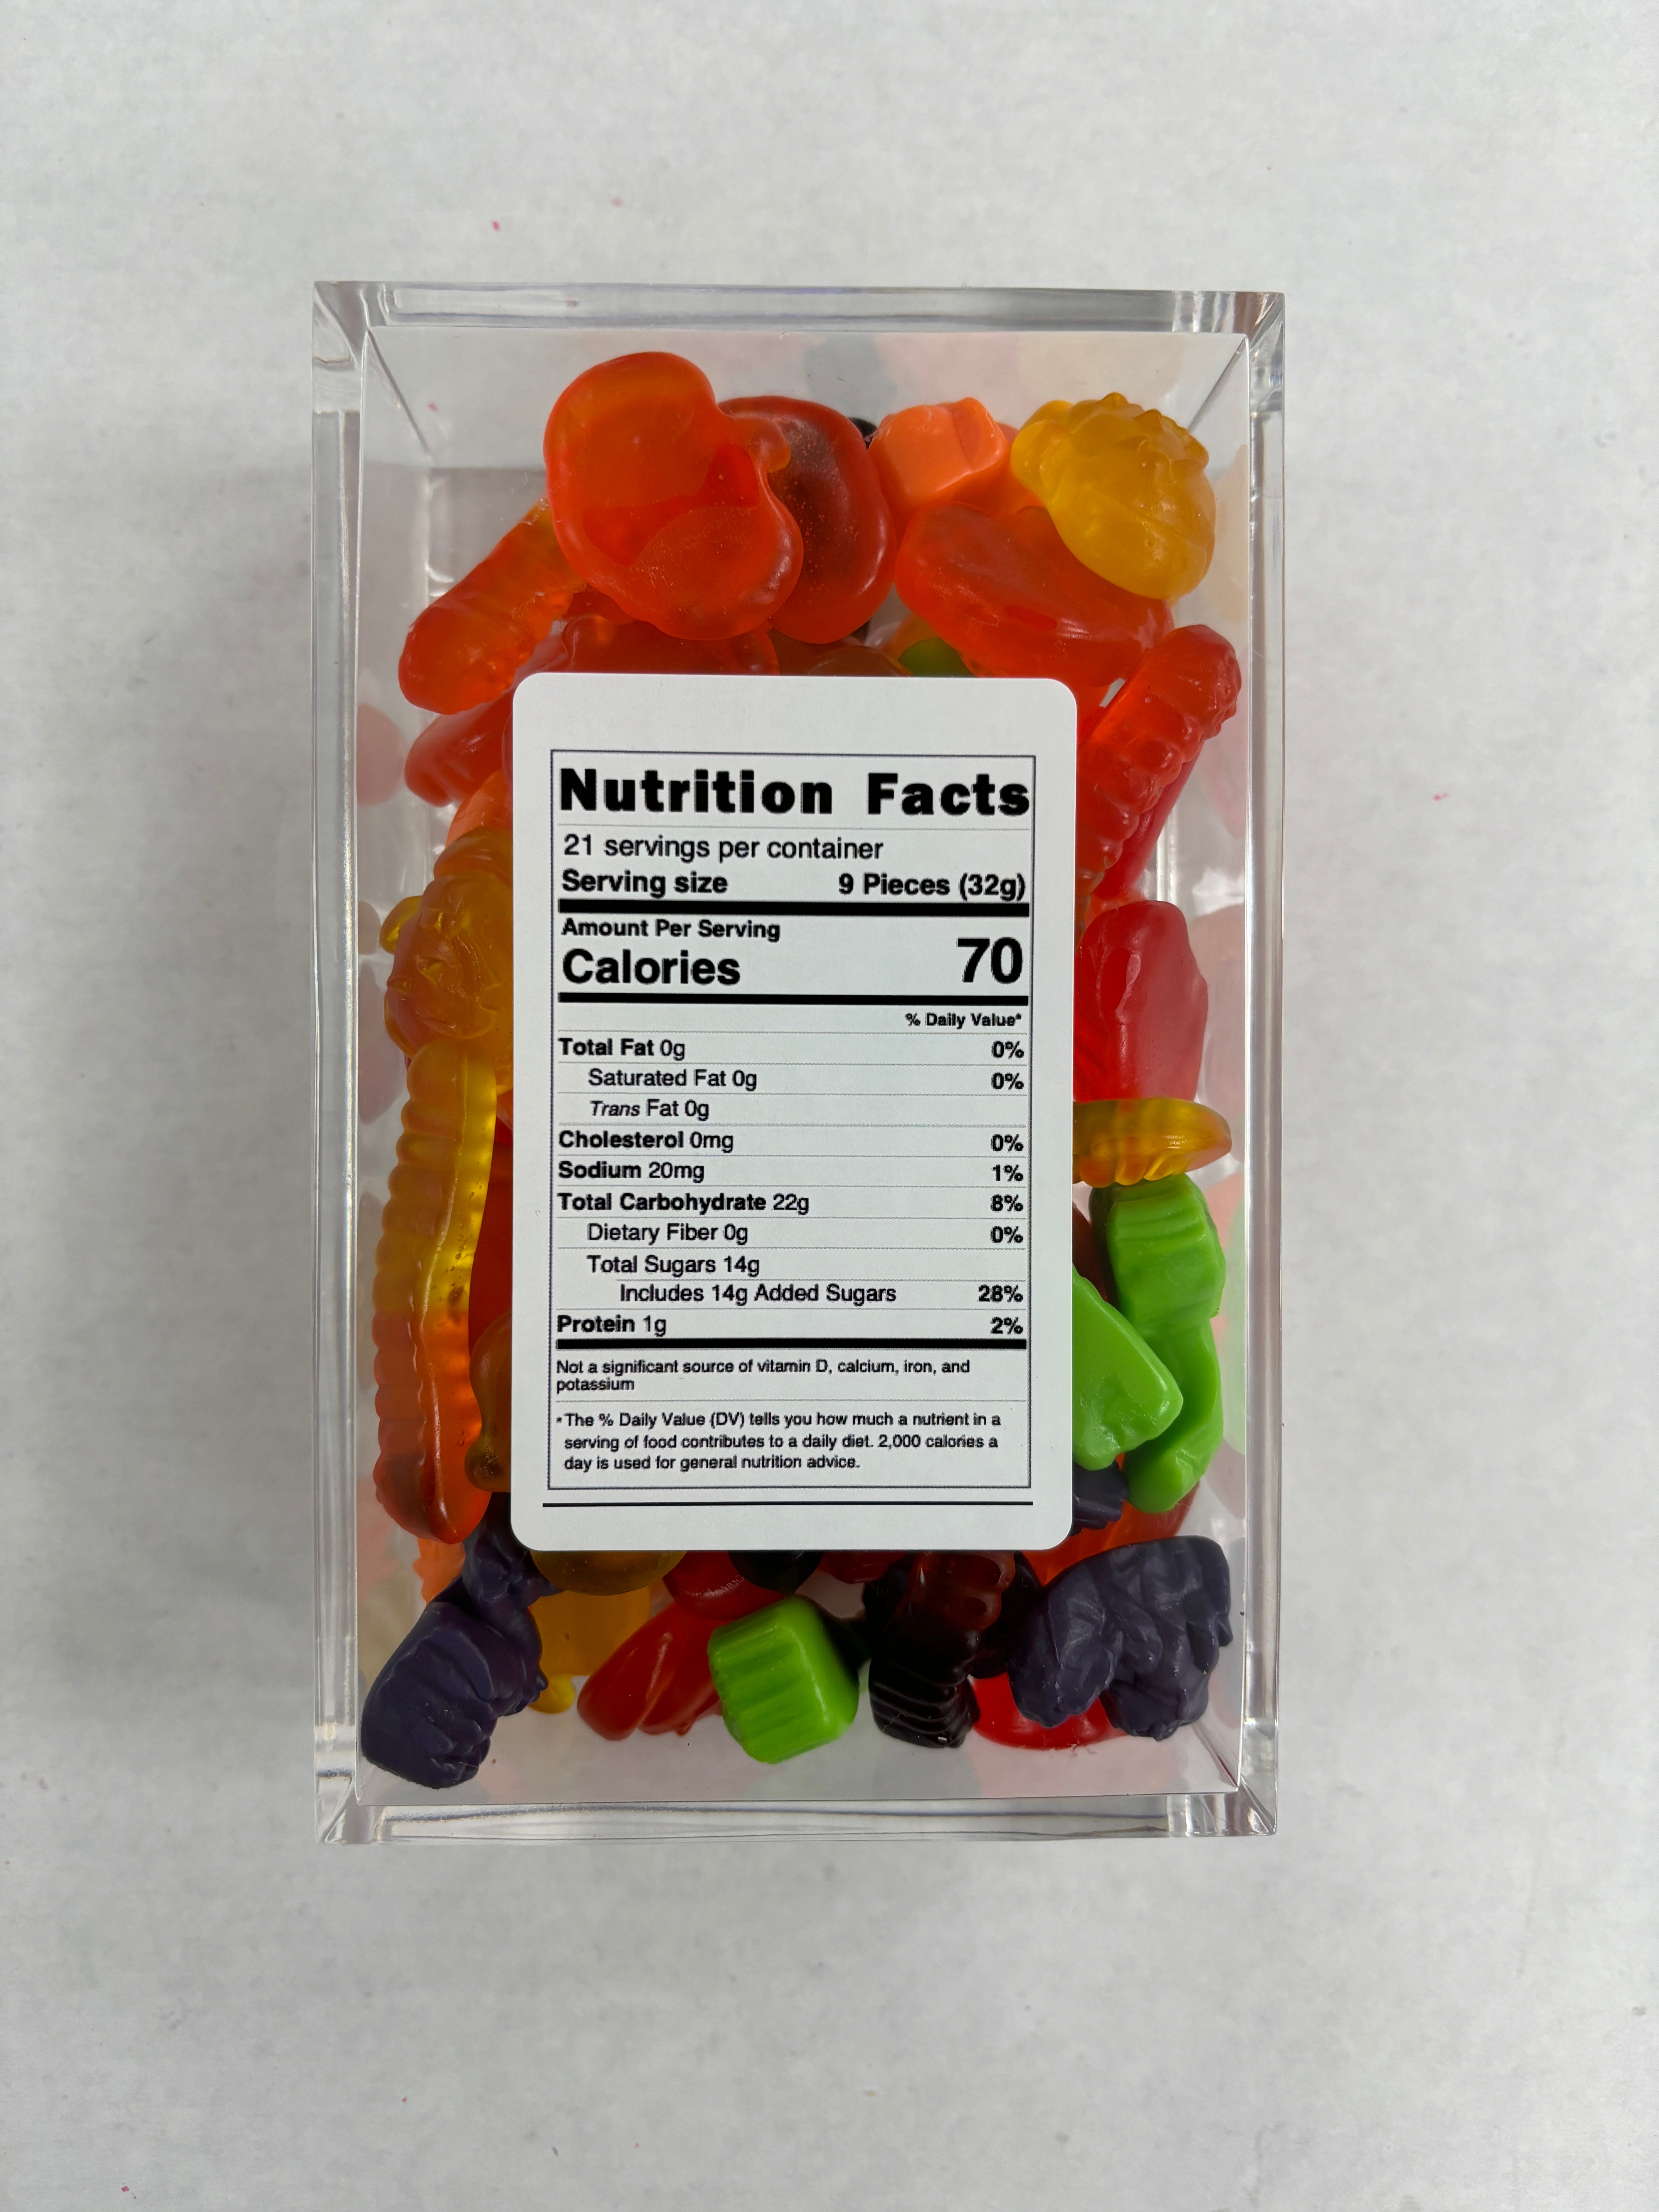 Nutrition Facts
21 servings per container
Serving size 9 Pieces (32g)
Amount Per Serving
Calories 70
% Daily Value*
Total Fat 0g 0%
Saturated Fat 0g 0%
Trans Fat 0g
Cholesterol 0mg 0%
Sodium 20mg 1%
Total Carbohydrate 22g 8%
Dietary Fiber 0g 0%
Total Sugars 14g
Includes 14g Added Sugars 28%
Protein 1g 2%
Not a significant source of vitamin D, calcium, iron, and
potassium
*The % Daily Value (DV) tells you how much a nutrient in a
serving of food contributes to a daily diet. 2,000 calories a
day is used for general nutrition advice.